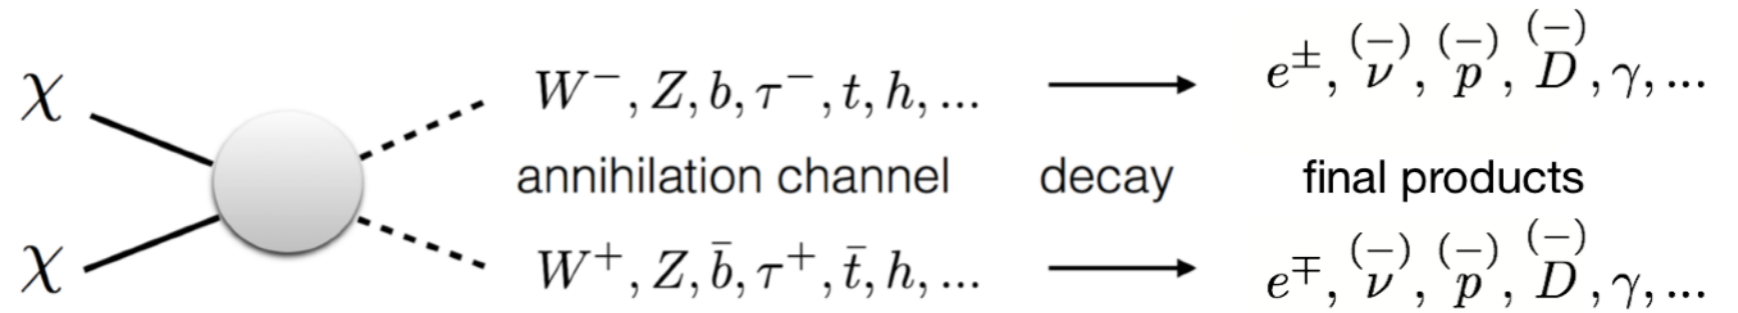 χ W⁻, Z, b, τ⁻, t, h, ... e^±, ν^(−), p^(−), D^(−), γ, ...
annihilation channel decay final products
χ W⁺, Z, b̄, τ⁺, t̄, h, ... e^∓, ν^(−), p^(−), D^(−), γ, ...